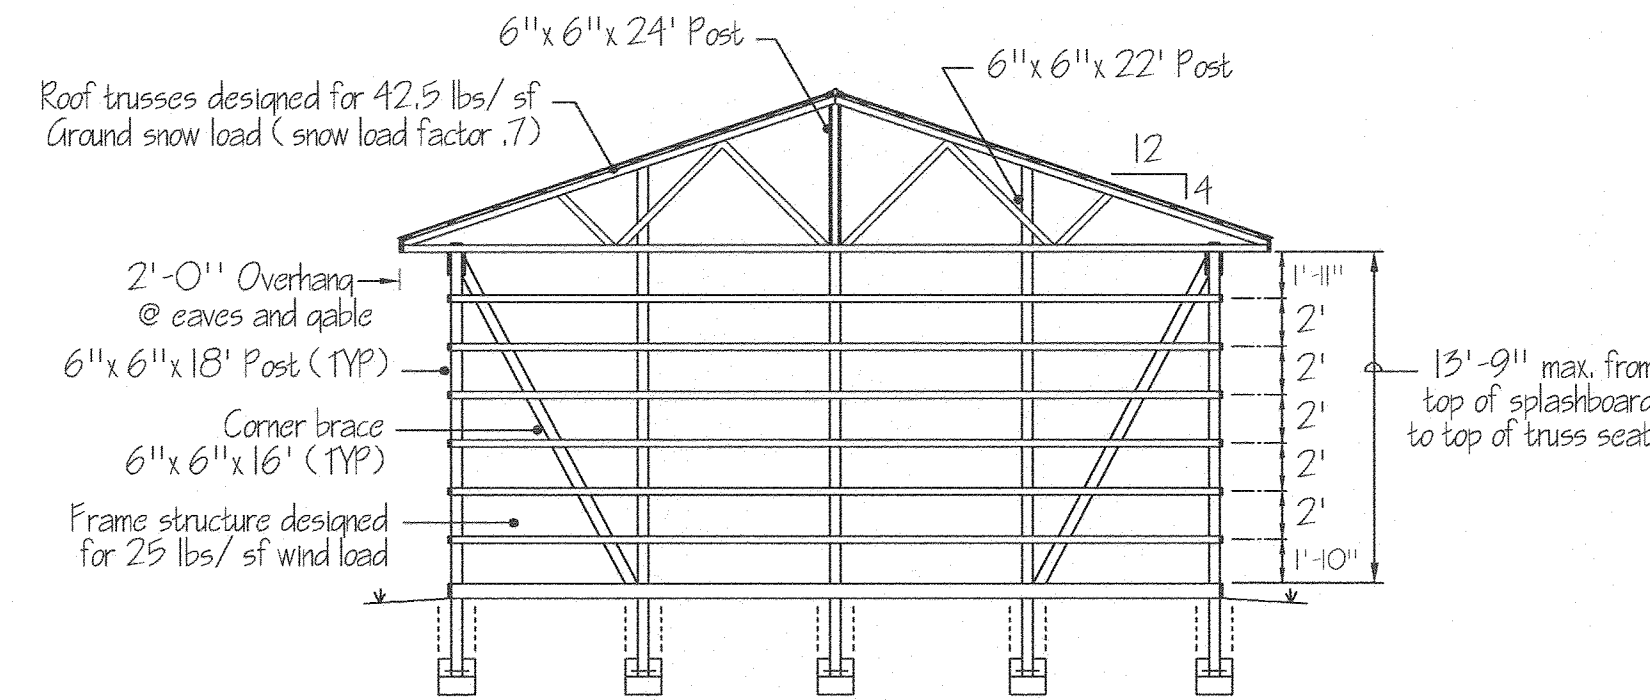 6"x 6"x 24' Post
6"x 6"x 22' Post
Roof trusses designed for 42.5 lbs/ sf
Ground snow load ( snow load factor .7)
12
4
2'-0'' Overhang
@ eaves and gable
6"x 6"x 18' Post (TYP)
Corner brace
6"x 6"x 16' (TYP)
Frame structure designed
for 25 lbs/ sf wind load
1'-11"
2'
2'
2'
2'
2'
1'-10"
13'-9" max. from
top of splashboard
to top of truss seat